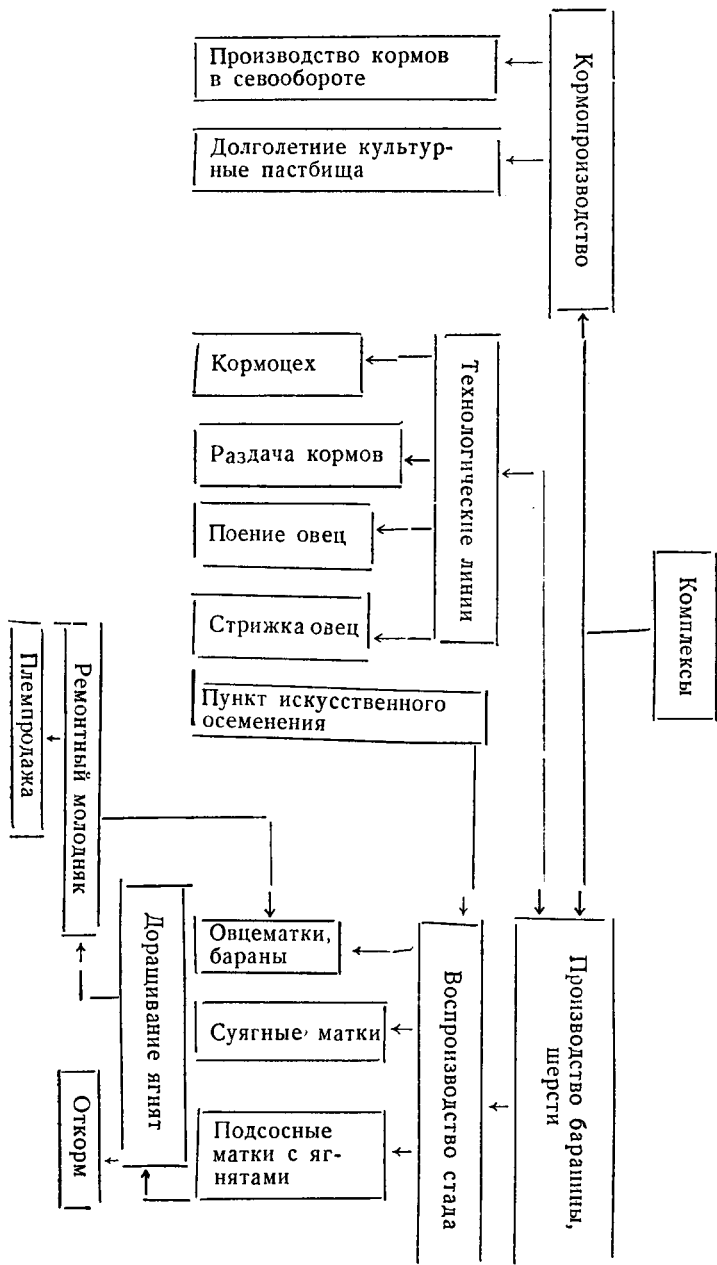 Комплексы
Кормопроизводство
Производство баранины,
шерсти
Производство кормов
в севообороте
Долголетние культур-
ные пастбища
Технологические линии
Кормоцех
Раздача кормов
Поение овец
Стрижка овец
Пункт искусственного
осеменения
Воспроизводство стада
Овцематки,
бараны
Суягные матки
Подсосные
матки с яг-
нятами
Доращивание ягнят
Ремонтный молодняк
Племпродажа
Откорм